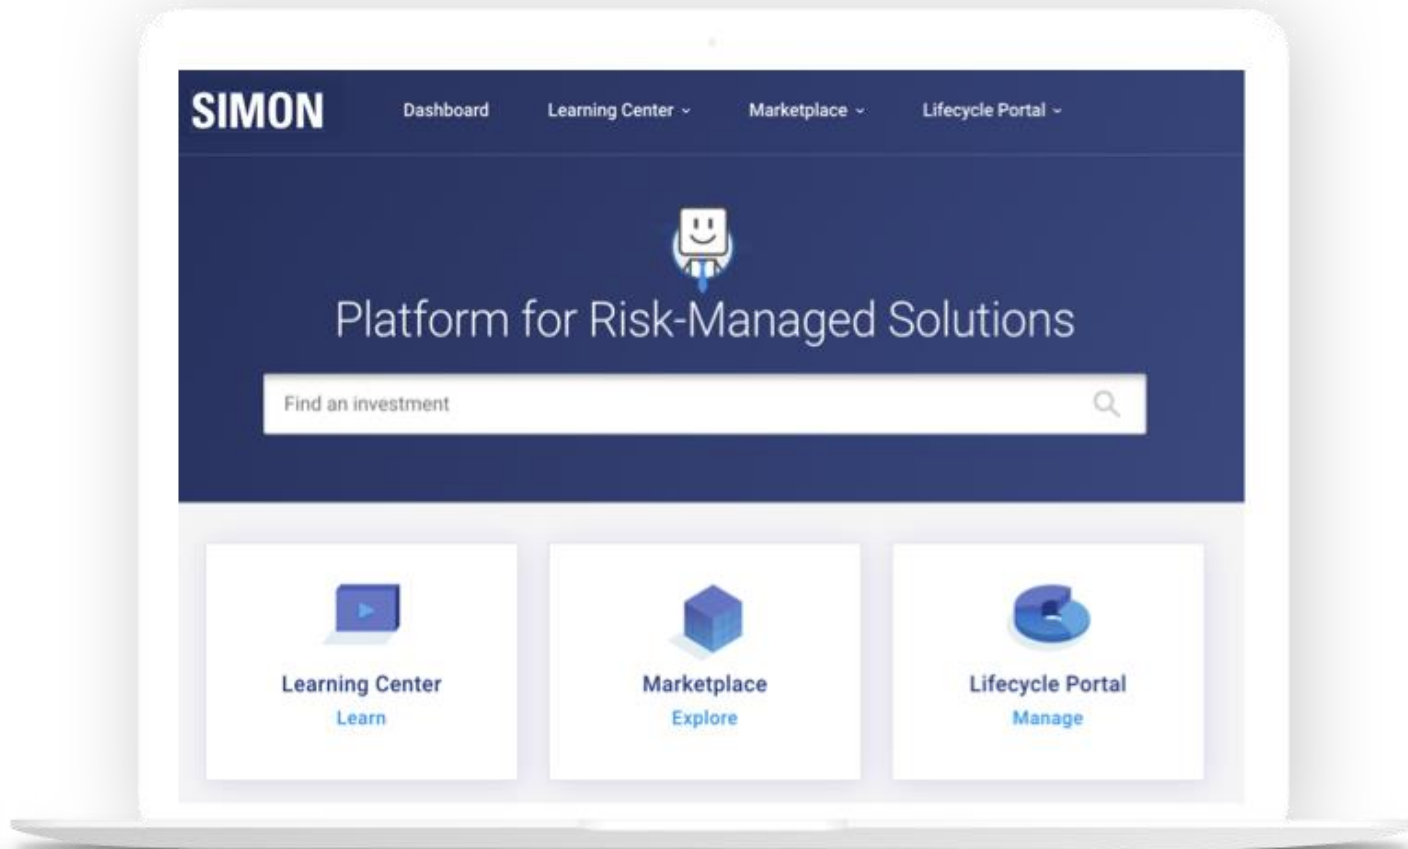 SIMON Dashboard Learning Center Marketplace Lifecycle Portal
Platform for Risk-Managed Solutions
Find an investment
Learning Center Marketplace Lifecycle Portal
Learn Explore Manage